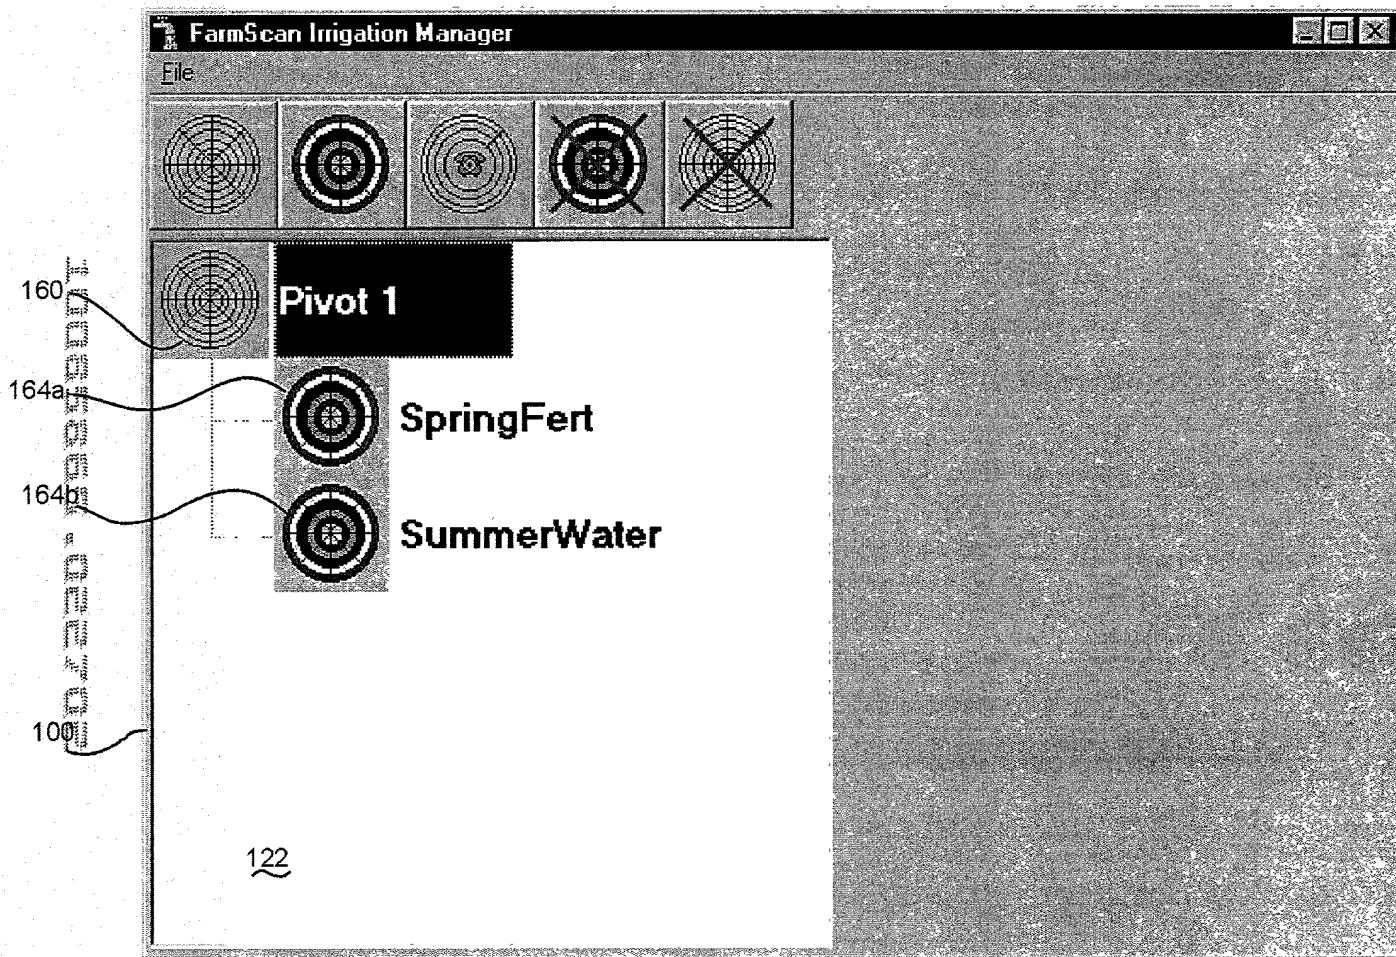 FarmScan Irrigation Manager
File
160
Pivot 1
164a
SpringFert
164b
SummerWater
100
122